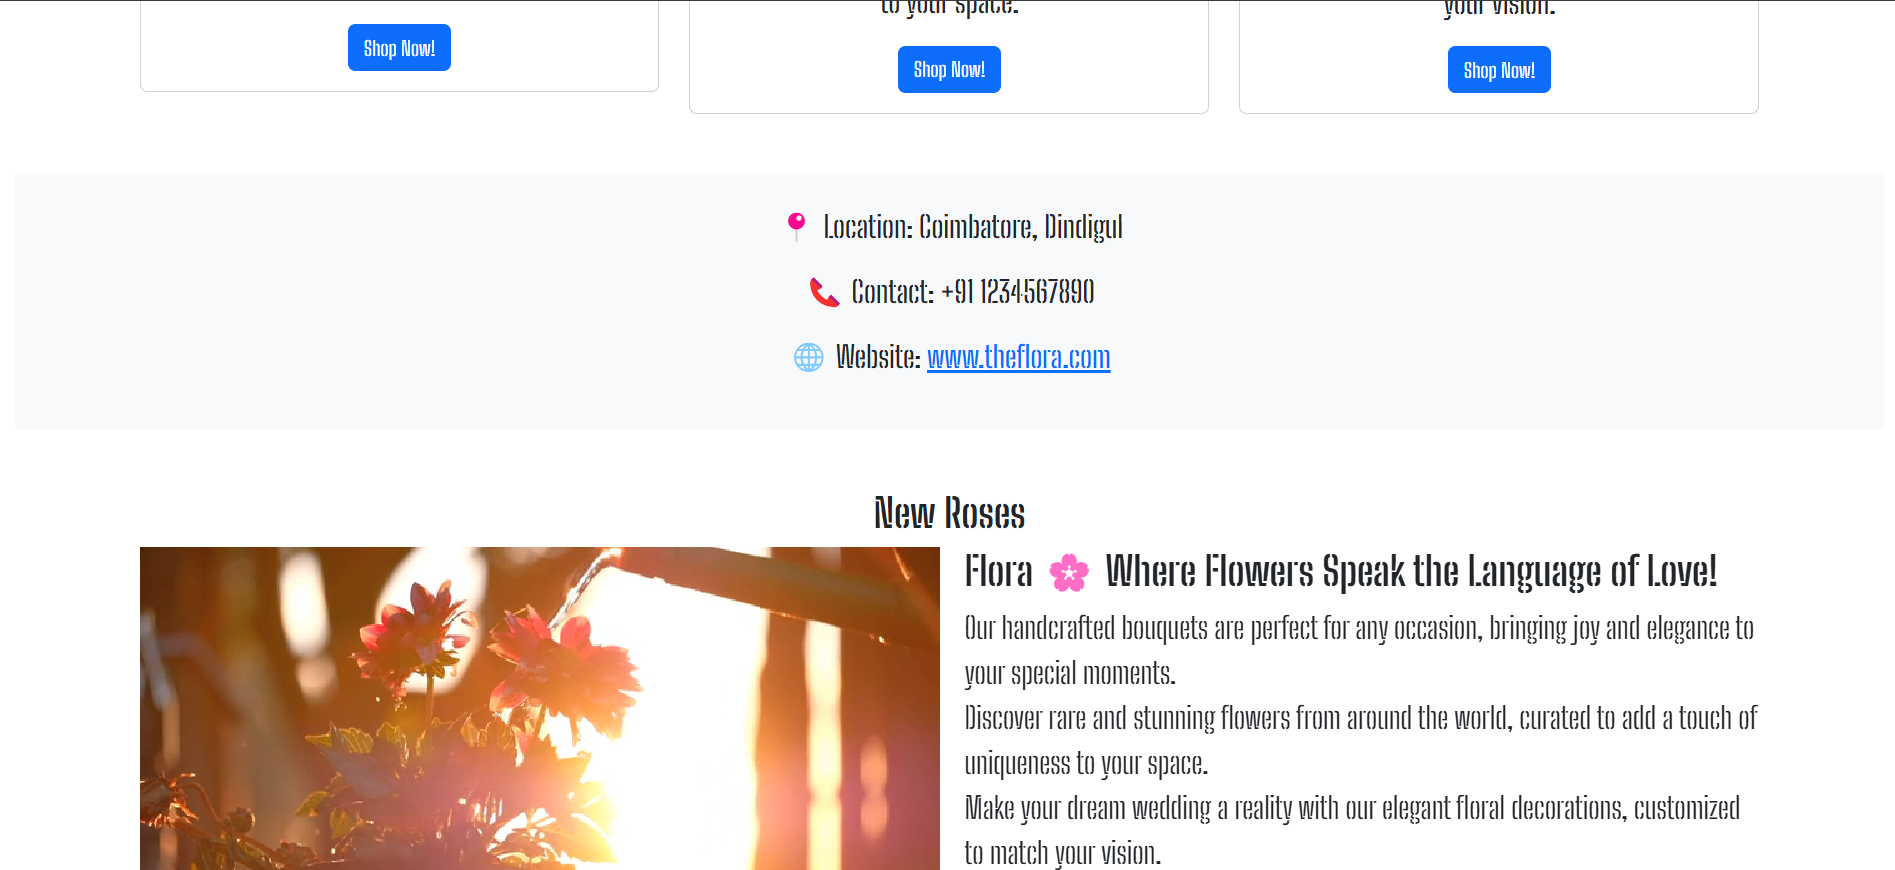 to your space.
your vision.
Shop Now!
Shop Now!
Shop Now!
Location: Coimbatore, Dindigul
Contact: +91 1234567890
Website: www.theflora.com
New Roses
Flora 🌸 Where Flowers Speak the Language of Love!
Our handcrafted bouquets are perfect for any occasion, bringing joy and elegance to
your special moments.
Discover rare and stunning flowers from around the world, curated to add a touch of
uniqueness to your space.
Make your dream wedding a reality with our elegant floral decorations, customized
to match your vision.